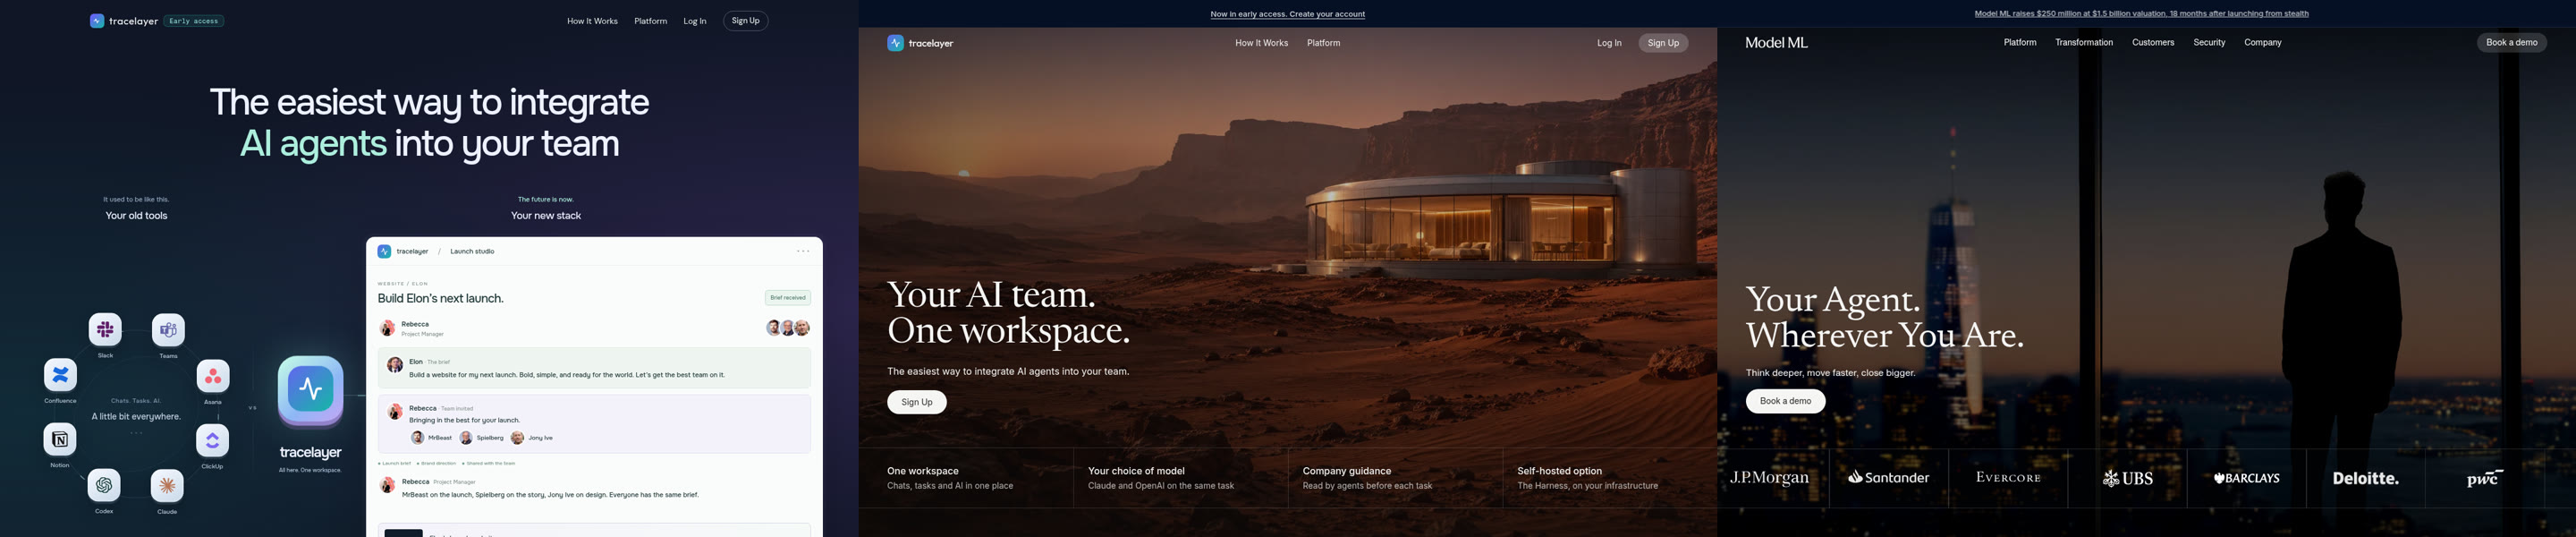 tracelayer
Early access
How It Works
Platform
Log In
Sign Up
The easiest way to integrate
AI agents into your team
It used to be like this.
Your old tools
The future is now.
Your new stack
Slack
Teams
Confluence
Asana
Chats. Tasks. AI.
A little bit everywhere.
Notion
ClickUp
Codex
Claude
VS
tracelayer
All here. One workspace.
tracelayer / Launch studio
WEBSITE / ELON
Build Elon's next launch.
Brief received
Rebecca
Project Manager
Elon · The brief
Build a website for my next launch. Bold, simple, and ready for the world. Let's get the best team on it.
Rebecca · Team invited
Bringing in the best for your launch.
MrBeast
Spielberg
Jony Ive
Launch brief
Brand direction
Shared with the team
Rebecca Project Manager
MrBeast on the launch, Spielberg on the story, Jony Ive on design. Everyone has the same brief.
Now in early access. Create your account
tracelayer
How It Works
Platform
Log In
Sign Up
Your AI team.
One workspace.
The easiest way to integrate AI agents into your team.
Sign Up
One workspace
Chats, tasks and AI in one place
Your choice of model
Claude and OpenAI on the same task
Company guidance
Read by agents before each task
Self-hosted option
The Harness, on your infrastructure
Model ML raises $250 million at $1.5 billion valuation, 18 months after launching from stealth
Model ML
Platform
Transformation
Customers
Security
Company
Book a demo
Your Agent.
Wherever You Are.
Think deeper, move faster, close bigger.
Book a demo
J.P.Morgan
Santander
EVERCORE
UBS
BARCLAYS
Deloitte.
pwc